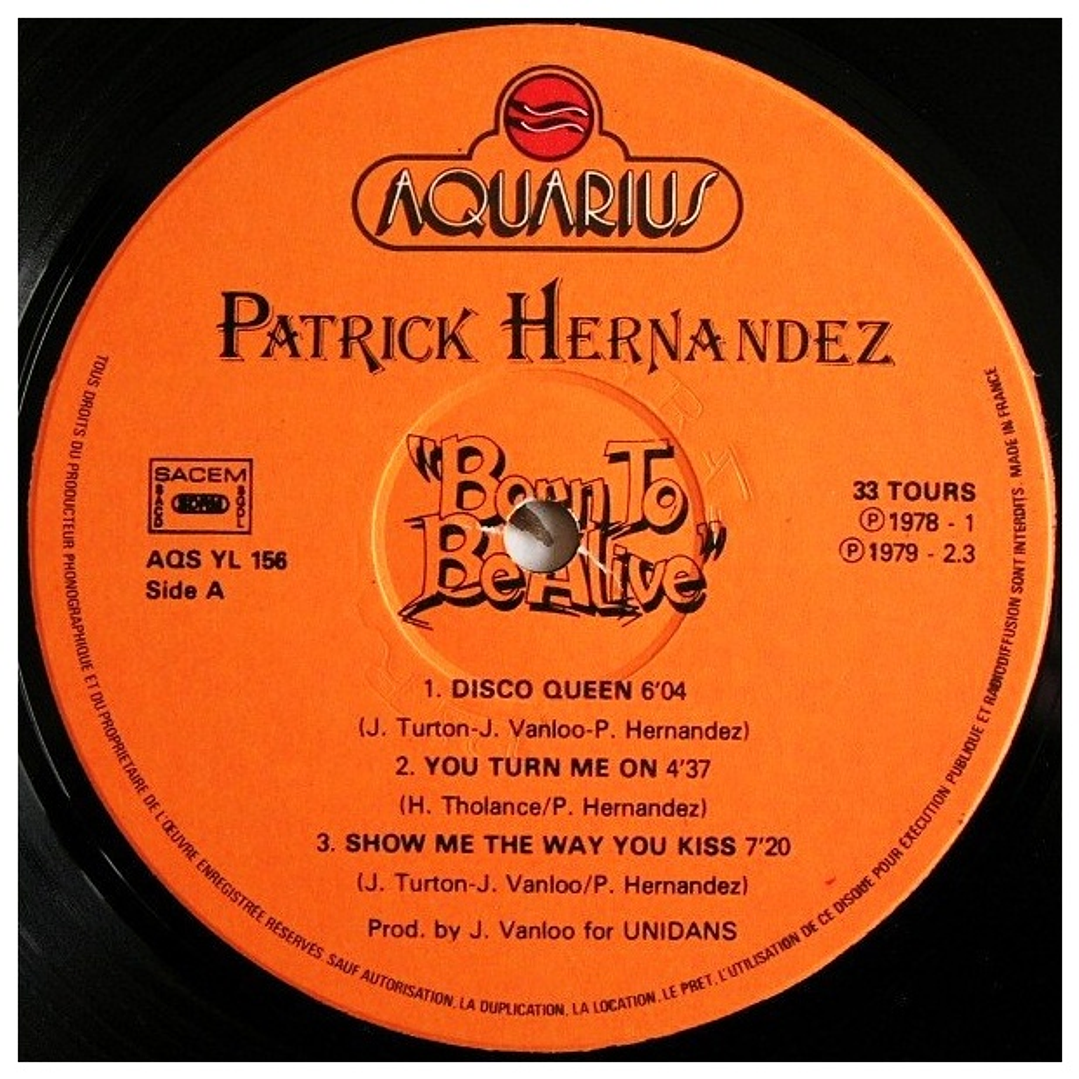 AQUARIUS
PATRICK HERNANDEZ
"Born To
Be Alive"
SACEM
AQS YL 156
Side A
33 TOURS
Ⓟ 1978 - 1
Ⓟ 1979 - 2.3
1. DISCO QUEEN 6'04
(J. Turton-J. Vanloo-P. Hernandez)
2. YOU TURN ME ON 4'37
(H. Tholance/P. Hernandez)
3. SHOW ME THE WAY YOU KISS 7'20
(J. Turton-J. Vanloo/P. Hernandez)
Prod. by J. Vanloo for UNIDANS
TOUS DROITS DU PRODUCTEUR PHONOGRAPHIQUE ET DU PROPRIETAIRE DE L'ŒUVRE ENREGISTRÉE RÉSERVÉS. SAUF AUTORISATION, LA DUPLICATION, LA LOCATION, LE PRET, L'UTILISATION DE CE DISQUE POUR EXÉCUTION PUBLIQUE ET RADIODIFFUSION SONT INTERDITS. MADE IN FRANCE